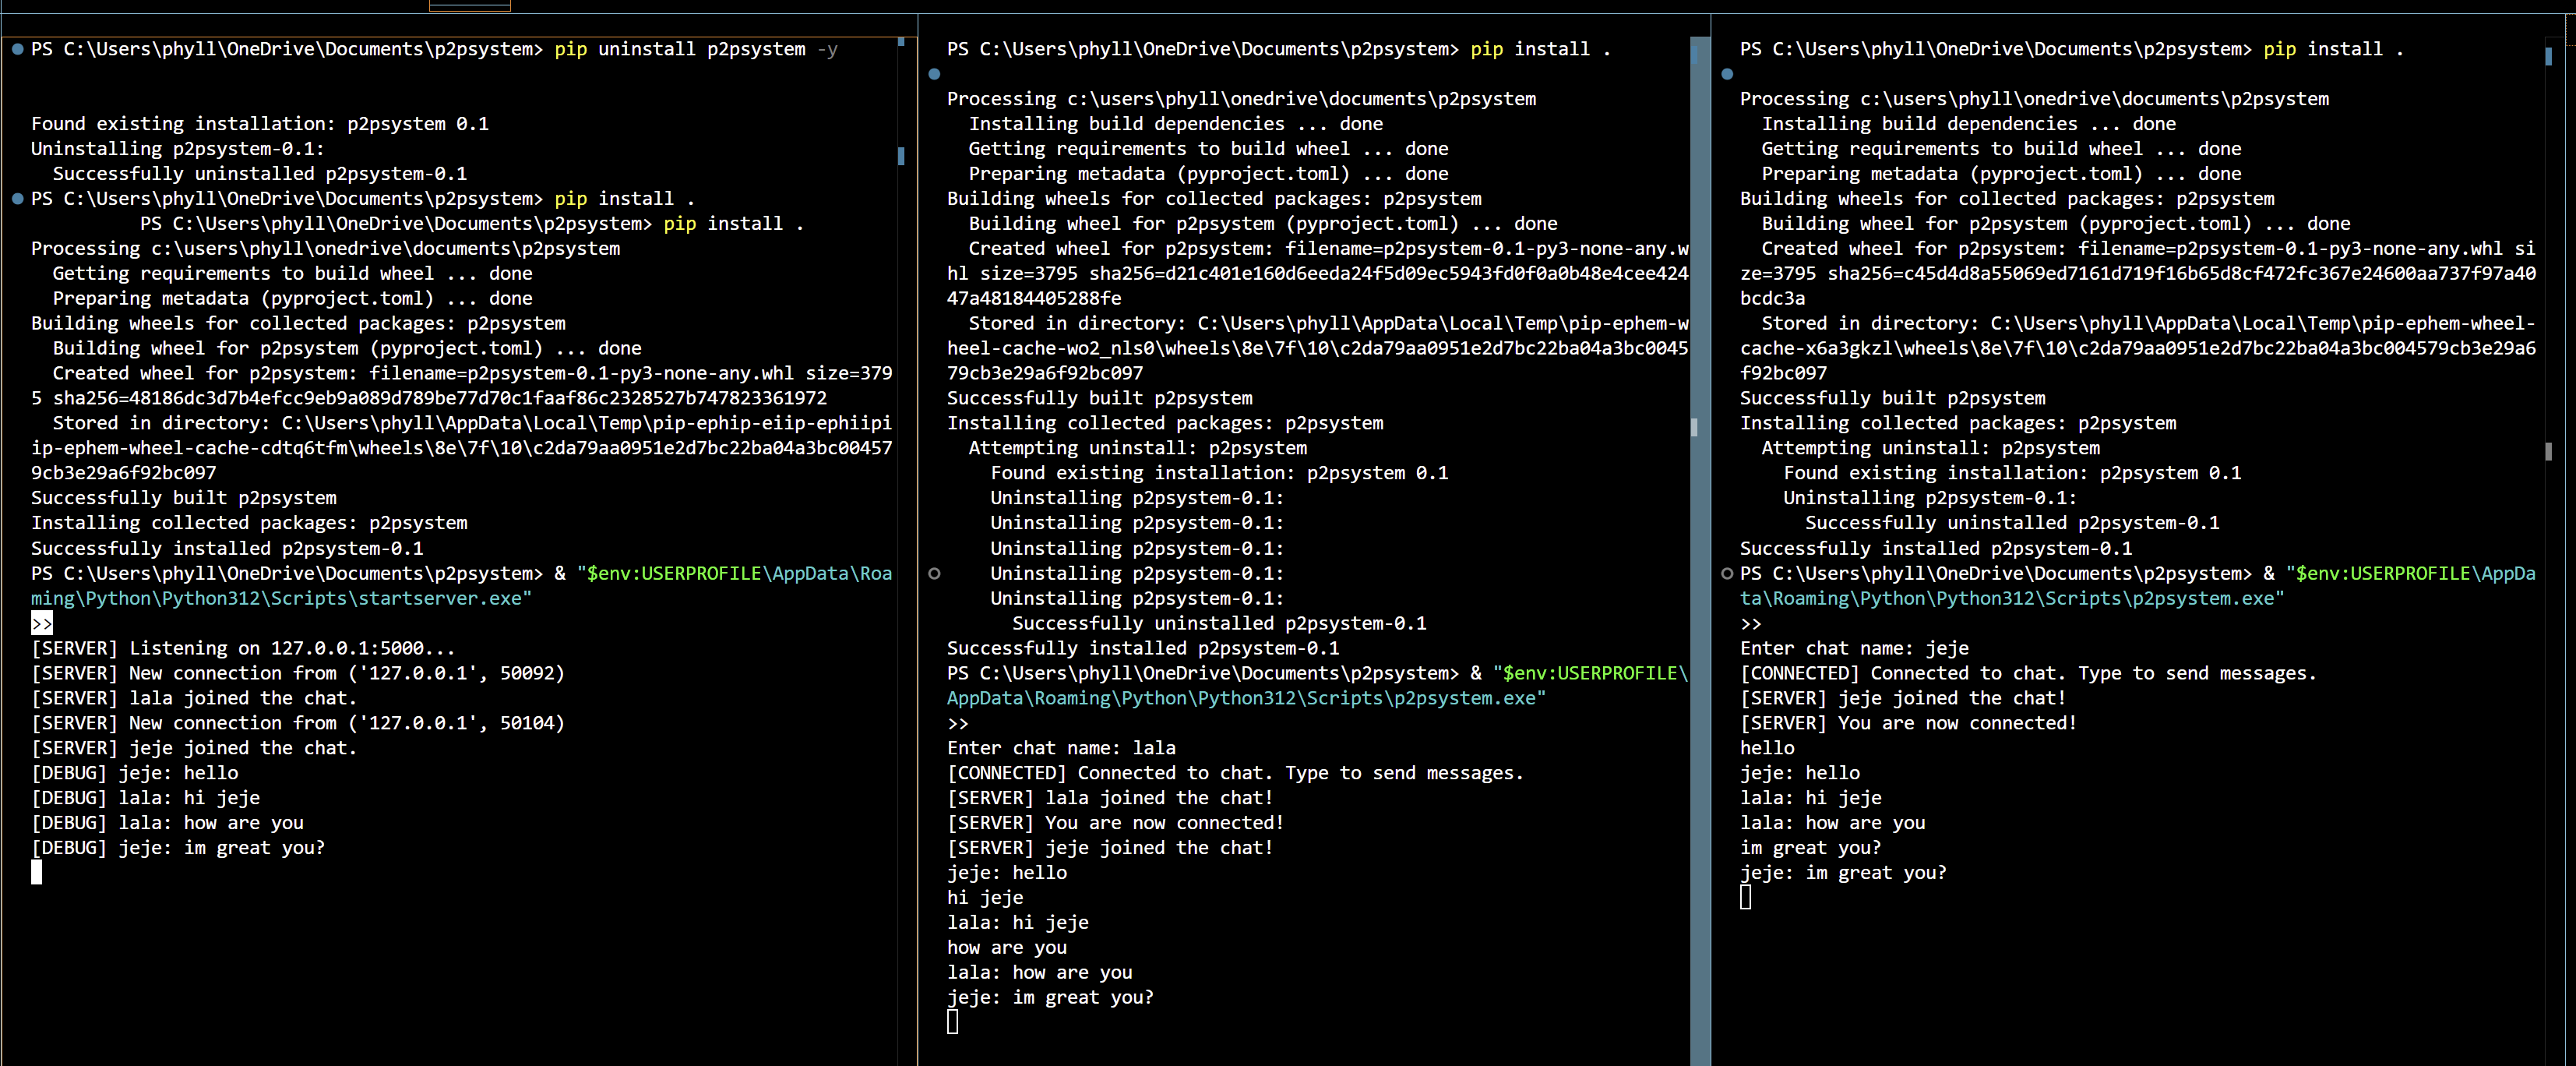 PS C:\Users\phyll\OneDrive\Documents\p2psystem> pip uninstall p2psystem -y
Found existing installation: p2psystem 0.1
Uninstalling p2psystem-0.1:
  Successfully uninstalled p2psystem-0.1
PS C:\Users\phyll\OneDrive\Documents\p2psystem> pip install .
PS C:\Users\phyll\OneDrive\Documents\p2psystem> pip install .
Processing c:\users\phyll\onedrive\documents\p2psystem
  Getting requirements to build wheel ... done
  Preparing metadata (pyproject.toml) ... done
Building wheels for collected packages: p2psystem
  Building wheel for p2psystem (pyproject.toml) ... done
  Created wheel for p2psystem: filename=p2psystem-0.1-py3-none-any.whl size=379
5 sha256=48186dc3d7b4efcc9eb9a089d789be77d70c1faaf86c2328527b747823361972
  Stored in directory: C:\Users\phyll\AppData\Local\Temp\pip-ephip-eiip-ephiipi
ip-ephem-wheel-cache-cdtq6tfm\wheels\8e\7f\10\c2da79aa0951e2d7bc22ba04a3bc00457
9cb3e29a6f92bc097
Successfully built p2psystem
Installing collected packages: p2psystem
Successfully installed p2psystem-0.1
PS C:\Users\phyll\OneDrive\Documents\p2psystem> & "$env:USERPROFILE\AppData\Roa
ming\Python\Python312\Scripts\startserver.exe"
>>
[SERVER] Listening on 127.0.0.1:5000...
[SERVER] New connection from ('127.0.0.1', 50092)
[SERVER] lala joined the chat.
[SERVER] New connection from ('127.0.0.1', 50104)
[SERVER] jeje joined the chat.
[DEBUG] jeje: hello
[DEBUG] lala: hi jeje
[DEBUG] lala: how are you
[DEBUG] jeje: im great you?
PS C:\Users\phyll\OneDrive\Documents\p2psystem> pip install .
Processing c:\users\phyll\onedrive\documents\p2psystem
  Installing build dependencies ... done
  Getting requirements to build wheel ... done
  Preparing metadata (pyproject.toml) ... done
Building wheels for collected packages: p2psystem
  Building wheel for p2psystem (pyproject.toml) ... done
  Created wheel for p2psystem: filename=p2psystem-0.1-py3-none-any.w
hl size=3795 sha256=d21c401e160d6eeda24f5d09ec5943fd0f0a0b48e4cee424
47a48184405288fe
  Stored in directory: C:\Users\phyll\AppData\Local\Temp\pip-ephem-w
heel-cache-wo2_nls0\wheels\8e\7f\10\c2da79aa0951e2d7bc22ba04a3bc0045
79cb3e29a6f92bc097
Successfully built p2psystem
Installing collected packages: p2psystem
  Attempting uninstall: p2psystem
    Found existing installation: p2psystem 0.1
    Uninstalling p2psystem-0.1:
    Uninstalling p2psystem-0.1:
    Uninstalling p2psystem-0.1:
    Uninstalling p2psystem-0.1:
    Uninstalling p2psystem-0.1:
      Successfully uninstalled p2psystem-0.1
Successfully installed p2psystem-0.1
PS C:\Users\phyll\OneDrive\Documents\p2psystem> & "$env:USERPROFILE\
AppData\Roaming\Python\Python312\Scripts\p2psystem.exe"
>>
Enter chat name: lala
[CONNECTED] Connected to chat. Type to send messages.
[SERVER] lala joined the chat!
[SERVER] You are now connected!
[SERVER] jeje joined the chat!
jeje: hello
hi jeje
lala: hi jeje
how are you
lala: how are you
jeje: im great you?
PS C:\Users\phyll\OneDrive\Documents\p2psystem> pip install .
Processing c:\users\phyll\onedrive\documents\p2psystem
  Installing build dependencies ... done
  Getting requirements to build wheel ... done
  Preparing metadata (pyproject.toml) ... done
Building wheels for collected packages: p2psystem
  Building wheel for p2psystem (pyproject.toml) ... done
  Created wheel for p2psystem: filename=p2psystem-0.1-py3-none-any.whl si
ze=3795 sha256=c45d4d8a55069ed7161d719f16b65d8cf472fc367e24600aa737f97a40
bcdc3a
  Stored in directory: C:\Users\phyll\AppData\Local\Temp\pip-ephem-wheel-
cache-x6a3gkzl\wheels\8e\7f\10\c2da79aa0951e2d7bc22ba04a3bc004579cb3e29a6
f92bc097
Successfully built p2psystem
Installing collected packages: p2psystem
  Attempting uninstall: p2psystem
    Found existing installation: p2psystem 0.1
    Uninstalling p2psystem-0.1:
      Successfully uninstalled p2psystem-0.1
Successfully installed p2psystem-0.1
PS C:\Users\phyll\OneDrive\Documents\p2psystem> & "$env:USERPROFILE\AppDa
ta\Roaming\Python\Python312\Scripts\p2psystem.exe"
>>
Enter chat name: jeje
[CONNECTED] Connected to chat. Type to send messages.
[SERVER] jeje joined the chat!
[SERVER] You are now connected!
hello
jeje: hello
lala: hi jeje
lala: how are you
im great you?
jeje: im great you?